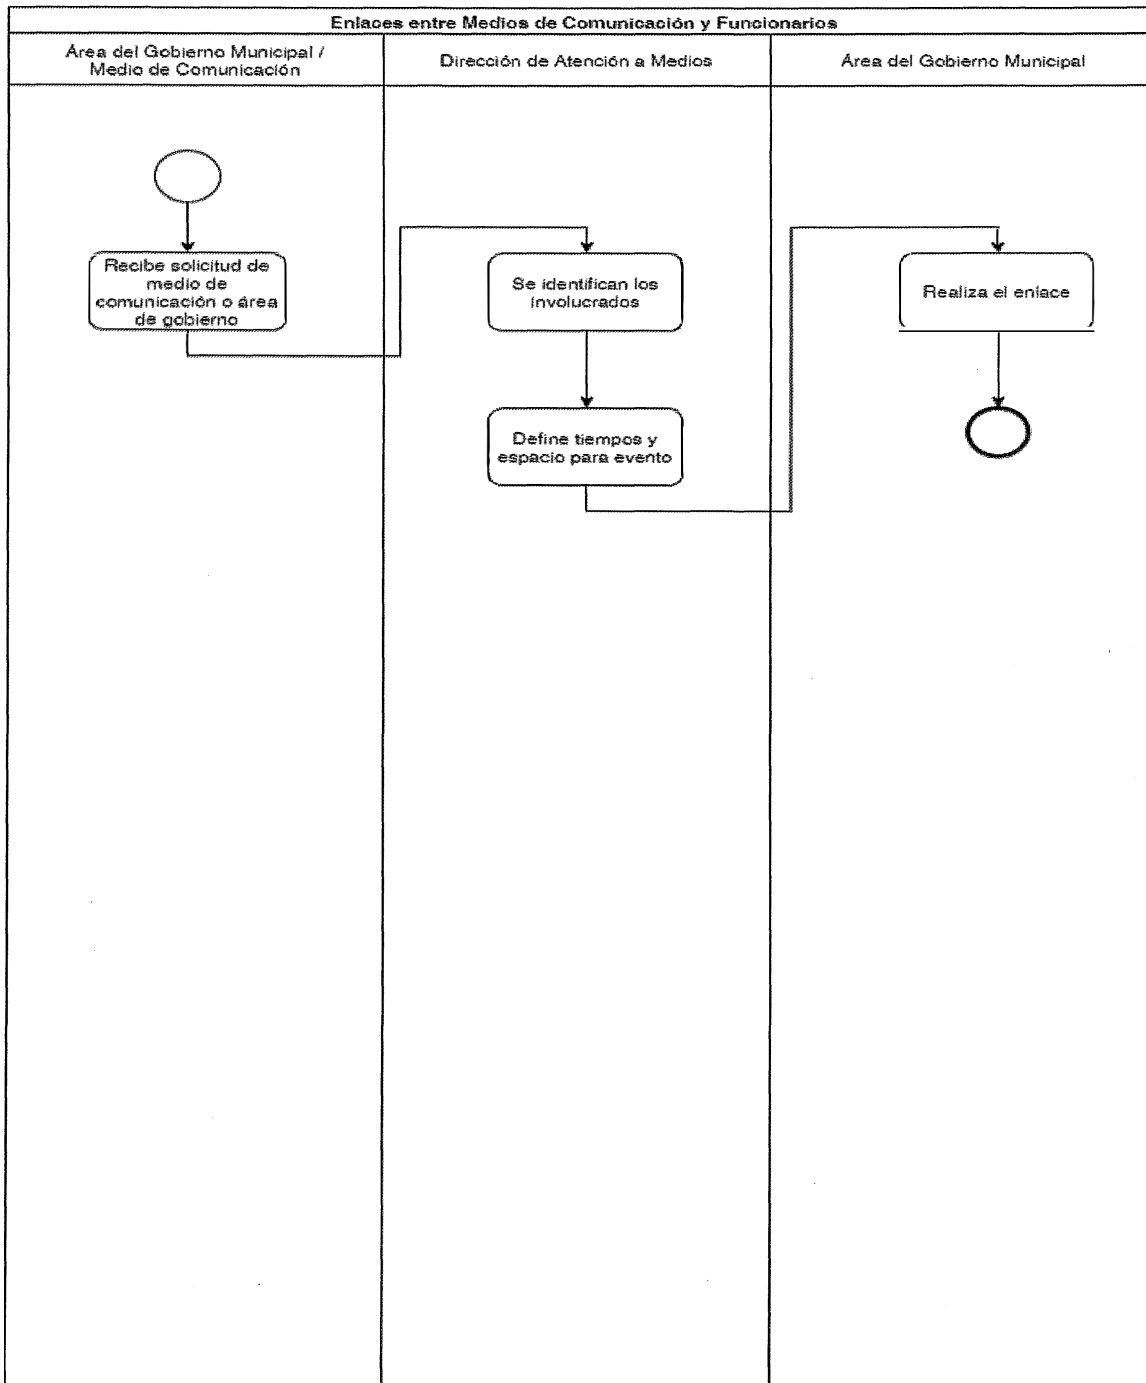 Enlaces entre Medios de Comunicación y Funcionarios
Área del Gobierno Municipal /
Medio de Comunicación
Dirección de Atención a Medios
Área del Gobierno Municipal
Recibe solicitud de
medio de
comunicación o área
de gobierno
Se identifican los
involucrados
Define tiempos y
espacio para evento
Realiza el enlace